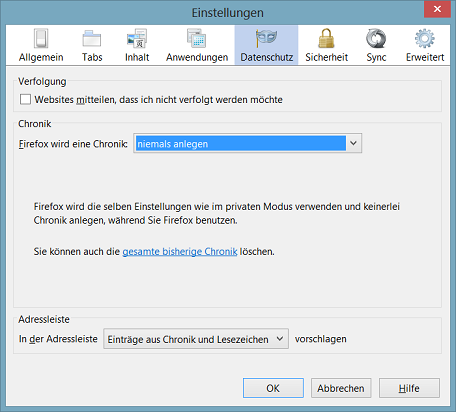 Einstellungen
Allgemein Tabs Inhalt Anwendungen Datenschutz Sicherheit Sync Erweitert
Verfolgung
Websites mitteilen, dass ich nicht verfolgt werden möchte
Chronik
Firefox wird eine Chronik: niemals anlegen
Firefox wird die selben Einstellungen wie im privaten Modus verwenden und keinerlei
Chronik anlegen, während Sie Firefox benutzen.
Sie können auch die gesamte bisherige Chronik löschen.
Adressleiste
In der Adressleiste Einträge aus Chronik und Lesezeichen vorschlagen
OK Abbrechen Hilfe